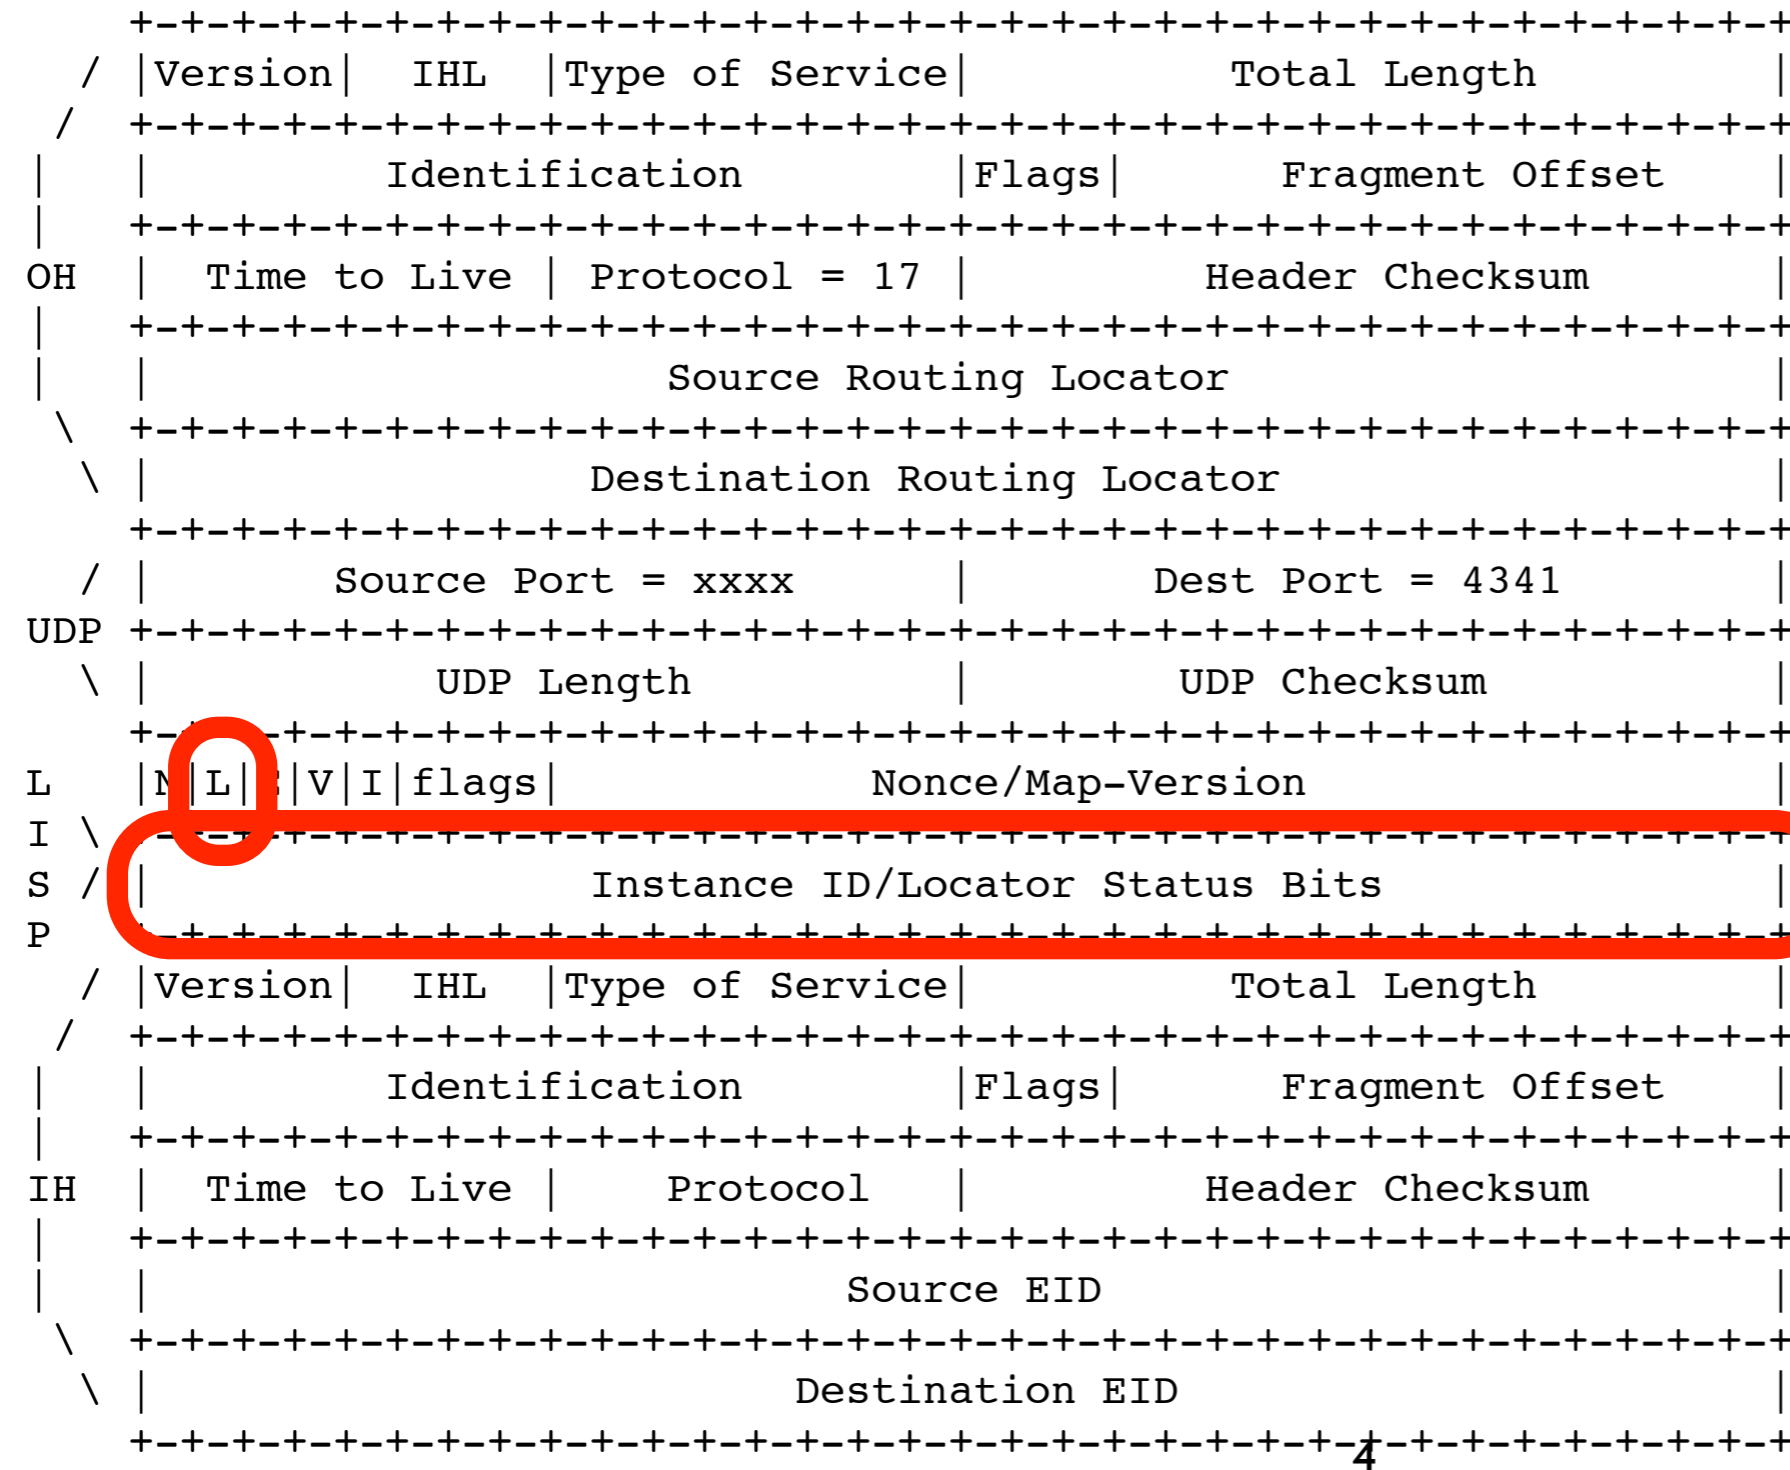 +-+-+-+-+-+-+-+-+-+-+-+-+-+-+-+-+-+-+-+-+-+-+-+-+-+-+-+-+-+-+-+-+
/ |Version| IHL |Type of Service| Total Length |
/ +-+-+-+-+-+-+-+-+-+-+-+-+-+-+-+-+-+-+-+-+-+-+-+-+-+-+-+-+-+-+-+-+
| | Identification |Flags| Fragment Offset |
| +-+-+-+-+-+-+-+-+-+-+-+-+-+-+-+-+-+-+-+-+-+-+-+-+-+-+-+-+-+-+-+-+
OH | Time to Live | Protocol = 17 | Header Checksum |
| +-+-+-+-+-+-+-+-+-+-+-+-+-+-+-+-+-+-+-+-+-+-+-+-+-+-+-+-+-+-+-+-+
| | Source Routing Locator |
\ +-+-+-+-+-+-+-+-+-+-+-+-+-+-+-+-+-+-+-+-+-+-+-+-+-+-+-+-+-+-+-+-+
\ | Destination Routing Locator |
+-+-+-+-+-+-+-+-+-+-+-+-+-+-+-+-+-+-+-+-+-+-+-+-+-+-+-+-+-+-+-+-+
/ | Source Port = xxxx | Dest Port = 4341 |
UDP +-+-+-+-+-+-+-+-+-+-+-+-+-+-+-+-+-+-+-+-+-+-+-+-+-+-+-+-+-+-+-+-+
\ | UDP Length | UDP Checksum |
+-+-+-+-+-+-+-+-+-+-+-+-+-+-+-+-+-+-+-+-+-+-+-+-+-+-+-+-+-+-+-+-+
L |N|L| |V|I|flags| Nonce/Map-Version |
I \ +-+-+-+-+-+-+-+-+-+-+-+-+-+-+-+-+-+-+-+-+-+-+-+-+-+-+-+-+-+-+-+-+
S / | Instance ID/Locator Status Bits |
P +-+-+-+-+-+-+-+-+-+-+-+-+-+-+-+-+-+-+-+-+-+-+-+-+-+-+-+-+-+-+-+-+
/ |Version| IHL |Type of Service| Total Length |
/ +-+-+-+-+-+-+-+-+-+-+-+-+-+-+-+-+-+-+-+-+-+-+-+-+-+-+-+-+-+-+-+-+
| | Identification |Flags| Fragment Offset |
| +-+-+-+-+-+-+-+-+-+-+-+-+-+-+-+-+-+-+-+-+-+-+-+-+-+-+-+-+-+-+-+-+
IH | Time to Live | Protocol | Header Checksum |
| +-+-+-+-+-+-+-+-+-+-+-+-+-+-+-+-+-+-+-+-+-+-+-+-+-+-+-+-+-+-+-+-+
| | Source EID |
\ +-+-+-+-+-+-+-+-+-+-+-+-+-+-+-+-+-+-+-+-+-+-+-+-+-+-+-+-+-+-+-+-+
\ | Destination EID |
+-+-+-+-+-+-+-+-+-+-+-+-+-+-+-+-+-+-+-+-+-+-+-+-+-+-+-+-+-+-+-+-+
4